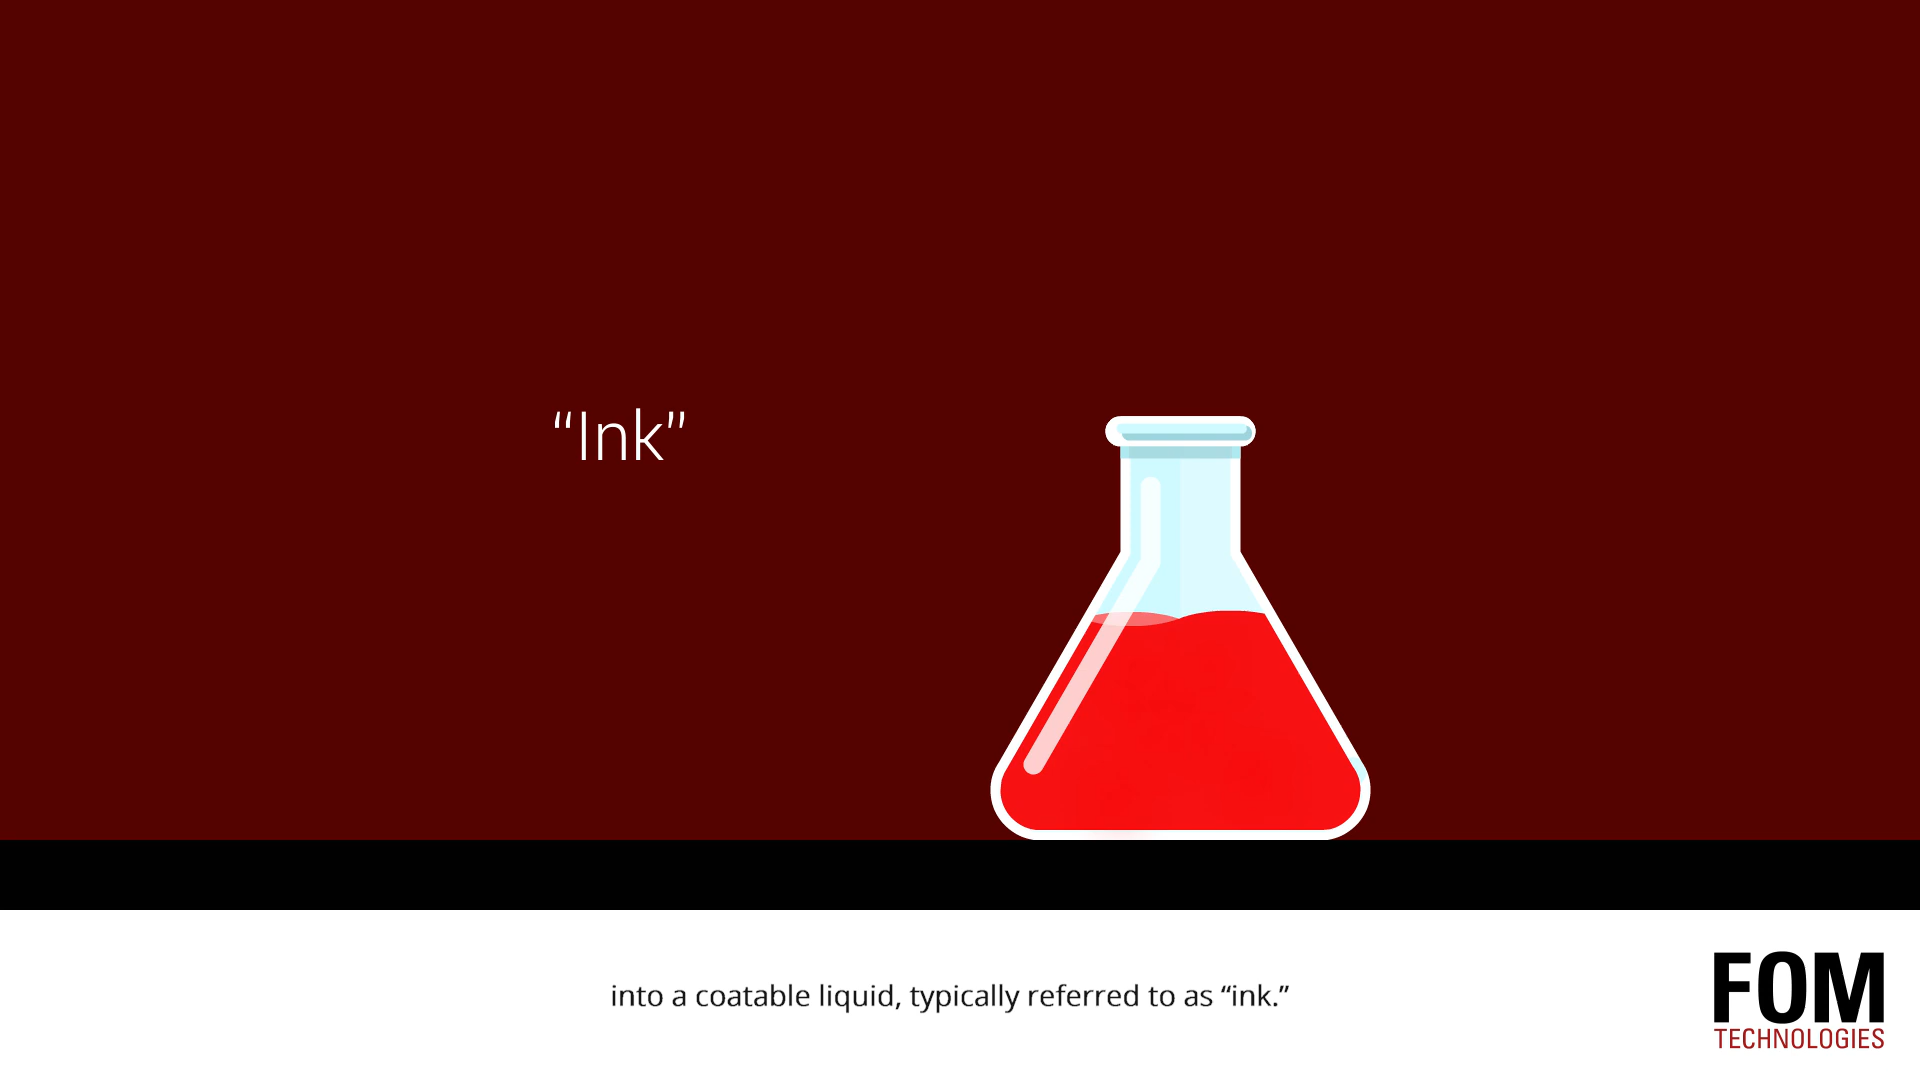 “Ink”
into a coatable liquid, typically referred to as “ink.”
FOM
TECHNOLOGIES